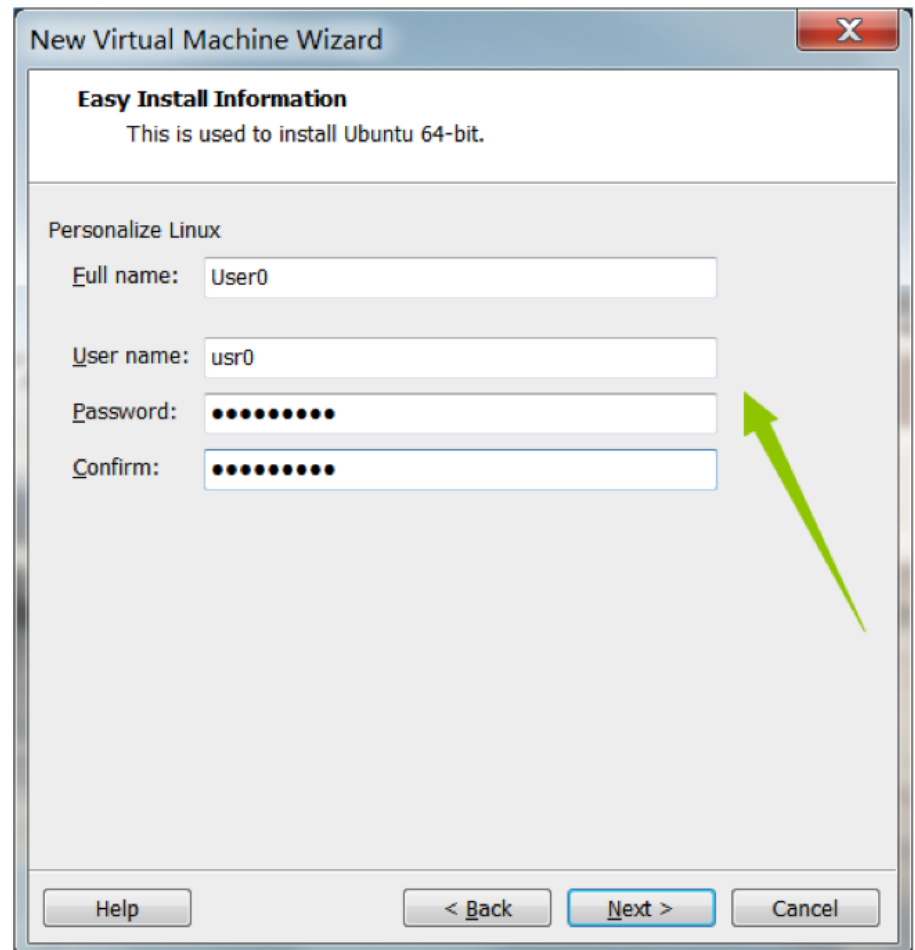 New Virtual Machine Wizard
X
Easy Install Information
This is used to install Ubuntu 64-bit.
Personalize Linux
Full name: User0
User name: usr0
Password: ●●●●●●●●●
Confirm: ●●●●●●●●●
Help < Back Next > Cancel